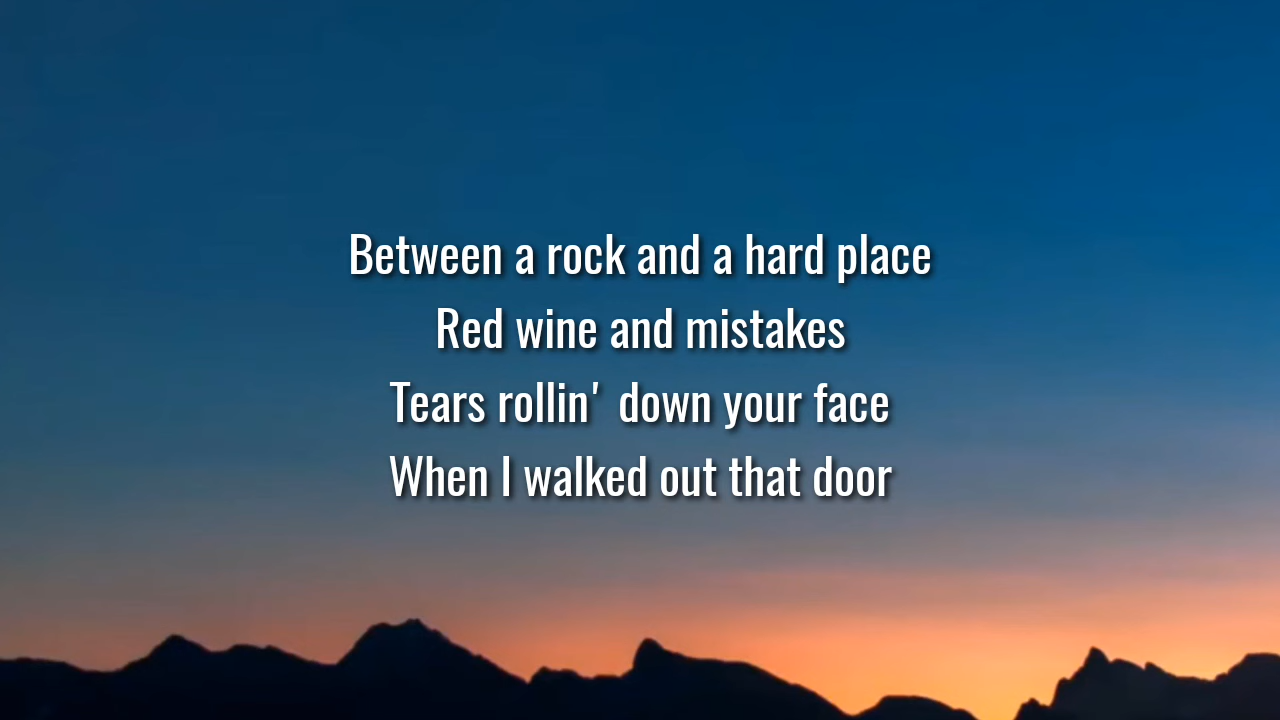 Between a rock and a hard place
Red wine and mistakes
Tears rollin' down your face
When I walked out that door